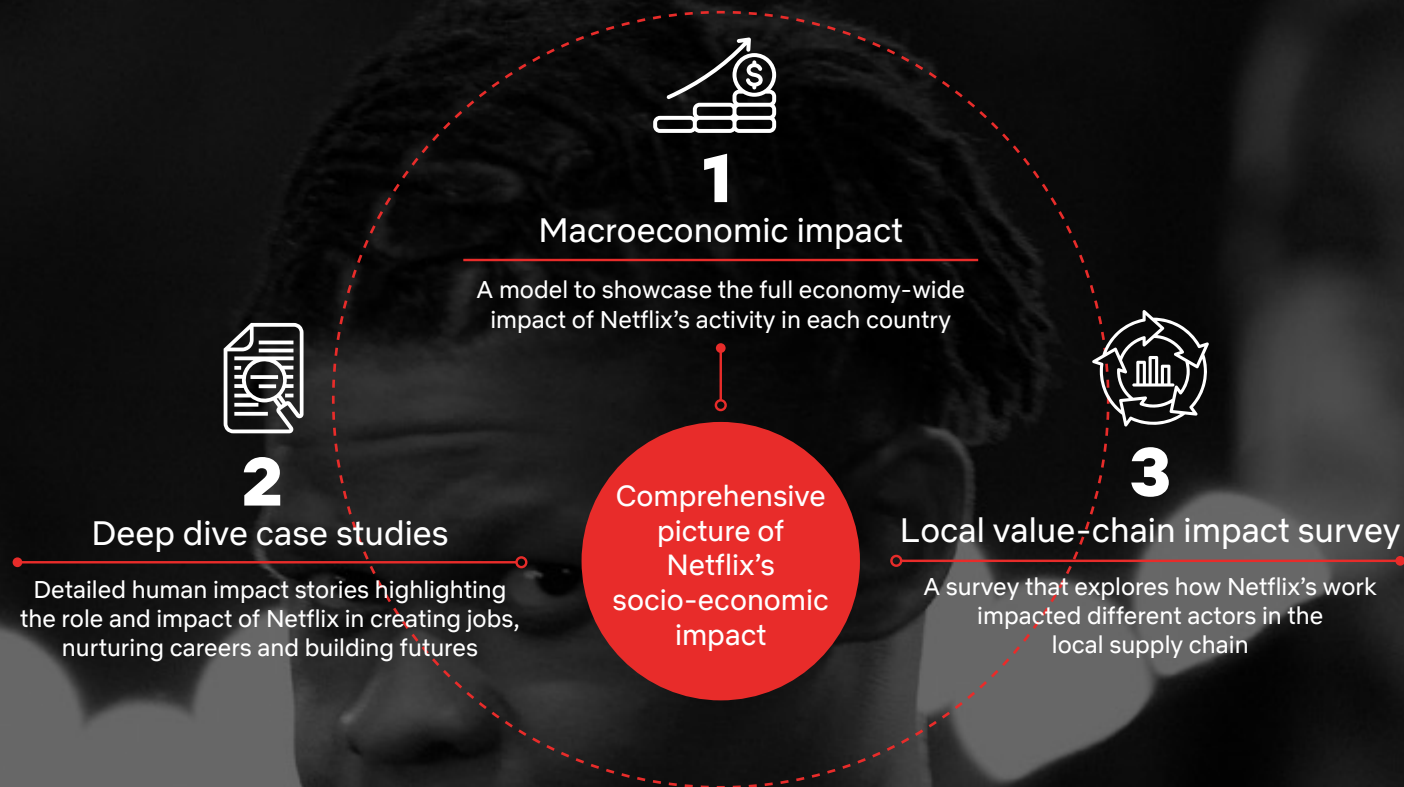 $
1
Macroeconomic impact
A model to showcase the full economy-wide
impact of Netflix's activity in each country
2
Deep dive case studies
Detailed human impact stories highlighting
the role and impact of Netflix in creating jobs,
nurturing careers and building futures
Comprehensive
picture of
Netflix's
socio-economic
impact
3
Local value-chain impact survey
A survey that explores how Netflix's work
impacted different actors in the
local supply chain